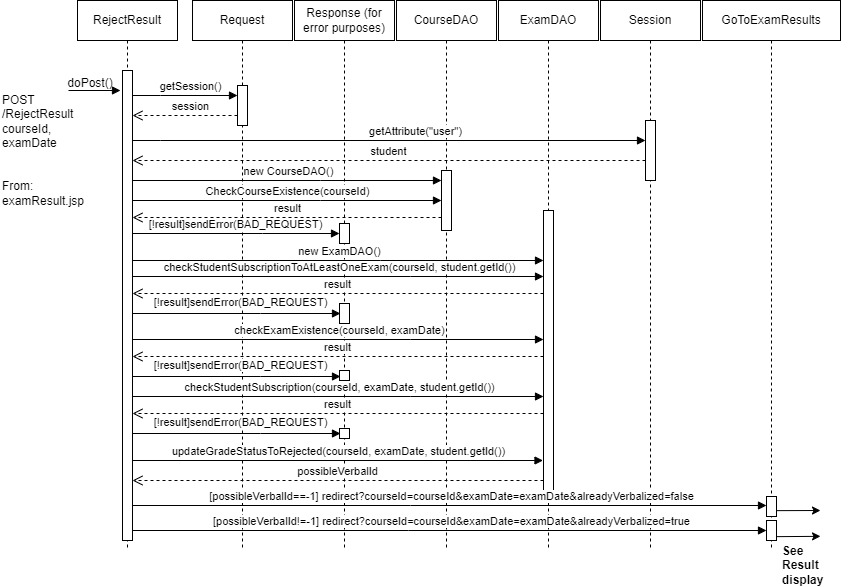 RejectResult
Request
Response (for
error purposes)
CourseDAO
ExamDAO
Session
GoToExamResults
doPost()
POST
/RejectResult
courseId,
examDate
From:
examResult.jsp
getSession()
session
getAttribute("user")
student
new CourseDAO()
CheckCourseExistence(courseId)
result
[!result]sendError(BAD_REQUEST)
new ExamDAO()
checkStudentSubscriptionToAtLeastOneExam(courseId, student.getId())
result
[!result]sendError(BAD_REQUEST)
checkExamExistence(courseId, examDate)
result
[!result]sendError(BAD_REQUEST)
checkStudentSubscription(courseId, examDate, student.getId())
result
[!result]sendError(BAD_REQUEST)
updateGradeStatusToRejected(courseId, examDate, student.getId())
possibleVerbalId
[possibleVerbalId==-1] redirect?courseId=courseId&examDate=examDate&alreadyVerbalized=false
[possibleVerbalId!=-1] redirect?courseId=courseId&examDate=examDate&alreadyVerbalized=true
See
Result
display